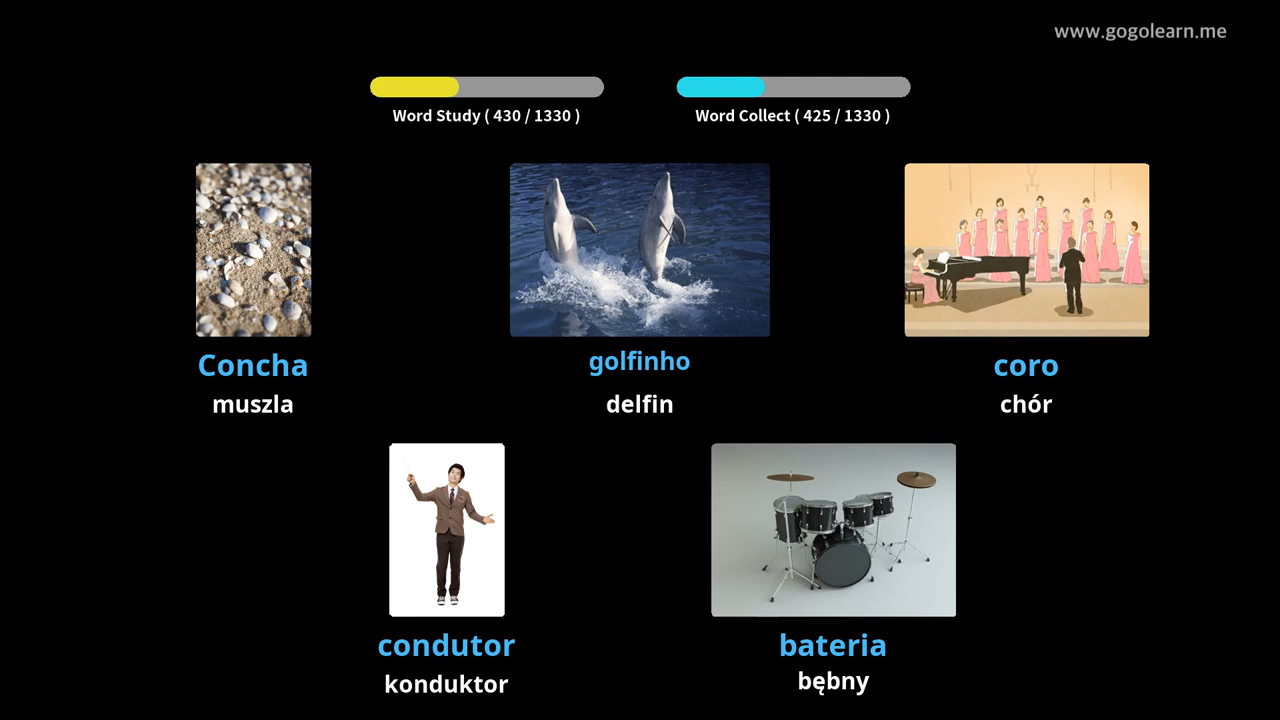 www.gogolearn.me
Word Study ( 430 / 1330 )
Word Collect ( 425 / 1330 )
Concha
muszla
golfinho
delfin
coro
chór
condutor
konduktor
bateria
bębny